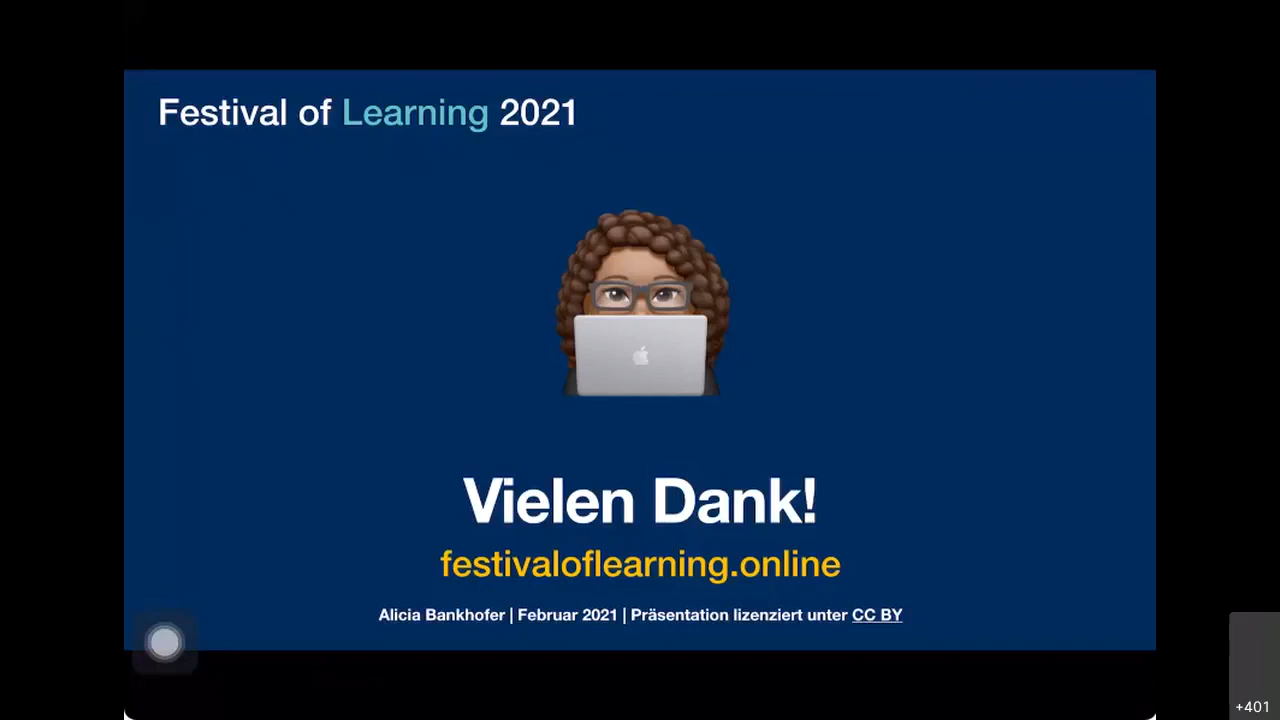 Festival of Learning 2021
Vielen Dank!
festivaloflearning.online
Alicia Bankhofer | Februar 2021 | Präsentation lizenziert unter CC BY
+401